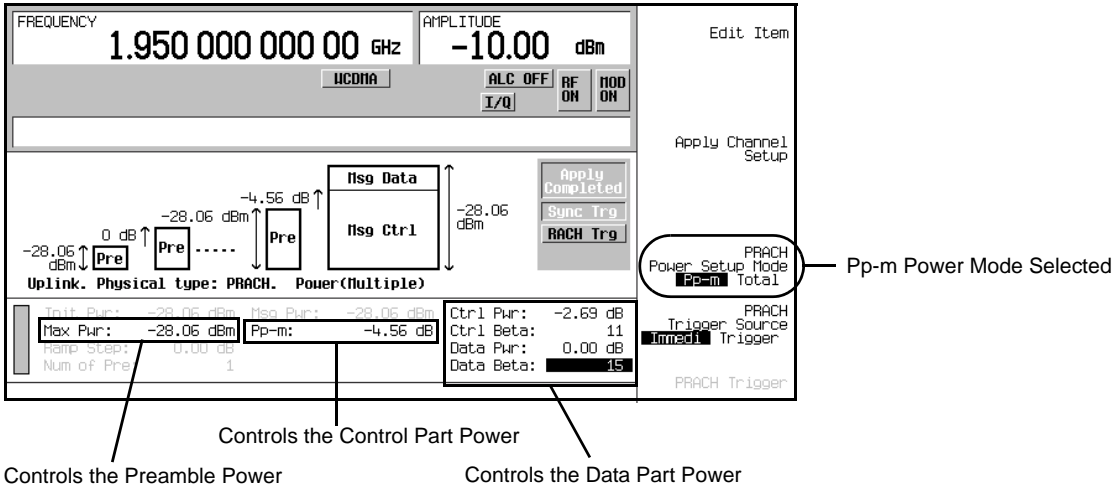 FREQUENCY
1.950 000 000 00 GHz
AMPLITUDE
-10.00 dBm
WCDMA
ALC OFF
I/Q
RF ON
MOD ON
Edit Item
Apply Channel
Setup
Msg Data
Msg Ctrl
-28.06
dBm
-4.56 dB
Pre
-28.06 dBm
Pre
.....
0 dB
Pre
-28.06
dBm
Apply
Completed
Sync Trg
RACH Trg
Uplink. Physical type: PRACH. Power(Multiple)
PRACH
Power Setup Mode
Pp-m Total
Pp-m Power Mode Selected
PRACH
Trigger Source
Immedi Trigger
PRACH Trigger
Init Pwr: -28.06 dBm Msg Pwr: -28.06 dBm
Max Pwr: -28.06 dBm Pp-m: -4.56 dB
Ramp Step: 0.00 dB
Num of Pre: 1
Ctrl Pwr: -2.69 dB
Ctrl Beta: 11
Data Pwr: 0.00 dB
Data Beta: 15
Controls the Control Part Power
Controls the Preamble Power
Controls the Data Part Power